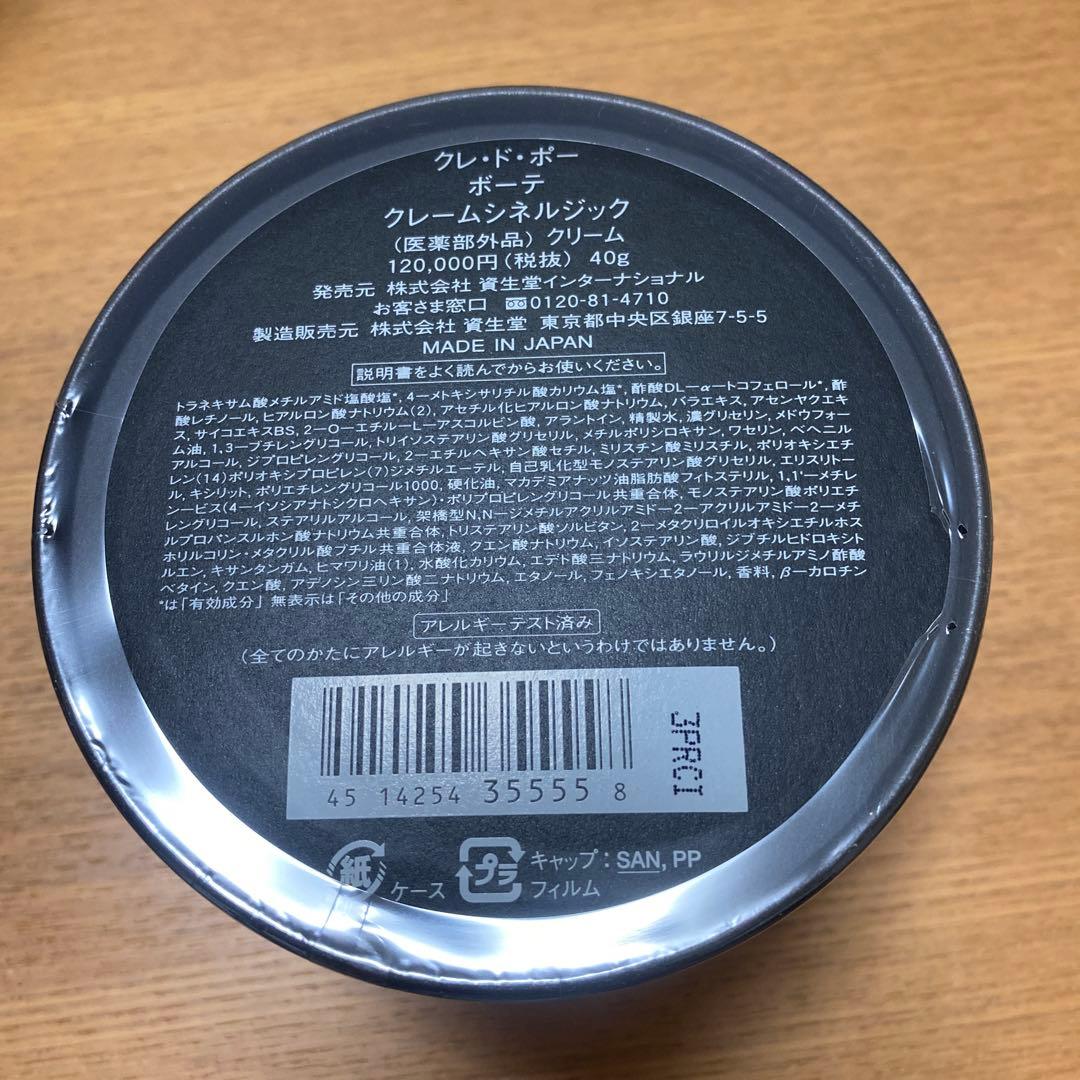 クレ・ド・ポー
ボーテ
クレームシネルジック
（医薬部外品） クリーム
120,000円（税抜） 40g
発売元 株式会社 資生堂インターナショナル
お客さま窓口 0120-81-4710
製造販売元 株式会社 資生堂 東京都中央区銀座7-5-5
MADE IN JAPAN
説明書をよく読んでからお使いください。
トラネキサム酸メチルアミド塩酸塩*, 4－メトキシサリチル酸カリウム塩*, 酢酸DL－α－トコフェロール*, 酢
酸レチノール, ヒアルロン酸ナトリウム(2), アセチル化ヒアルロン酸ナトリウム, バラエキス, アセンヤクエキ
ス, サイコエキスBS, 2－O－エチル－L－アスコルビン酸, アラントイン, 精製水, 濃グリセリン, メドウフォー
ム油, 1,3－ブチレングリコール, トリイソステアリン酸グリセリル, メチルポリシロキサン, ワセリン, ベヘニル
アルコール, ジプロピレングリコール, 2－エチルヘキサン酸セチル, ミリスチン酸ミリスチル, ポリオキシエチ
レン(14)ポリオキシプロピレン(7)ジメチルエーテル, 自己乳化型モノステアリン酸グリセリル, エリスリトー
ル, キシリット, ポリエチレングリコール1000, 硬化油, マカデミアナッツ油脂肪酸フィトステリル, 1,1'－メチレ
ンービス(4－イソシアナトシクロヘキサン)・ポリプロピレングリコール共重合体, モノステアリン酸ポリエチ
レングリコール, ステアリルアルコール, 架橋型N,N－ジメチルアクリルアミド－2－アクリルアミド－2－メチ
ルプロパンスルホン酸ナトリウム共重合体, トリステアリン酸ソルビタン, 2－メタクリロイルオキシエチルホス
ホリルコリン・メタクリル酸ブチル共重合体液, クエン酸ナトリウム, イソステアリン酸, ジブチルヒドロキシト
ルエン, キサンタンガム, ヒマワリ油(1), 水酸化カリウム, エデト酸三ナトリウム, ラウリルジメチルアミノ酢酸
ベタイン, クエン酸, アデノシン三リン酸二ナトリウム, エタノール, フェノキシエタノール, 香料, β－カロチン
*は「有効成分」 無表示は「その他の成分」
アレルギーテスト済み
（全てのかたにアレルギーが起きないというわけではありません。）
3PRCI
45 14254 35555 8
紙 ケース
プラ キャップ : SAN, PP
フィルム